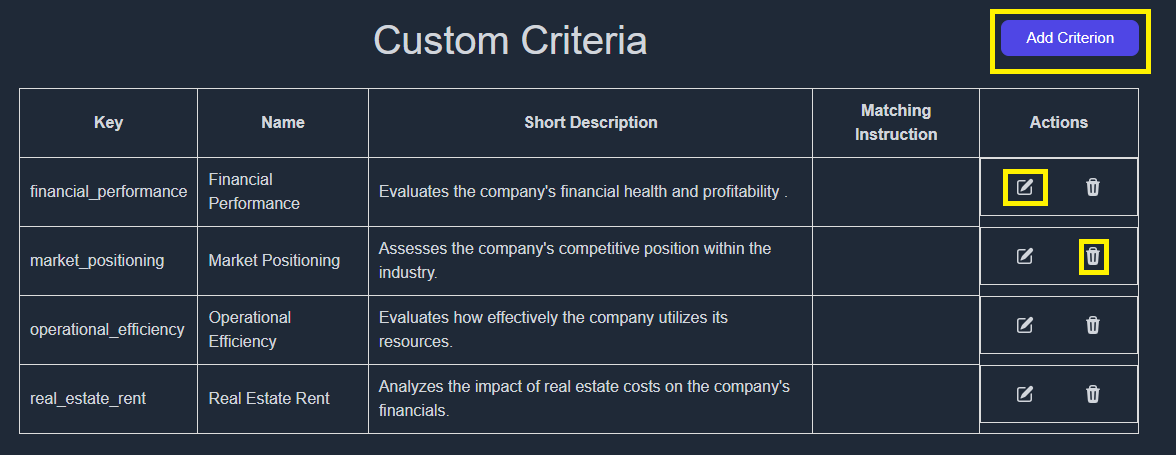 Custom Criteria
Add Criterion
Key
Name
Short Description
Matching
Instruction
Actions
financial_performance
Financial
Performance
Evaluates the company's financial health and profitability .
market_positioning
Market Positioning
Assesses the company's competitive position within the
industry.
operational_efficiency
Operational
Efficiency
Evaluates how effectively the company utilizes its
resources.
real_estate_rent
Real Estate Rent
Analyzes the impact of real estate costs on the company's
financials.